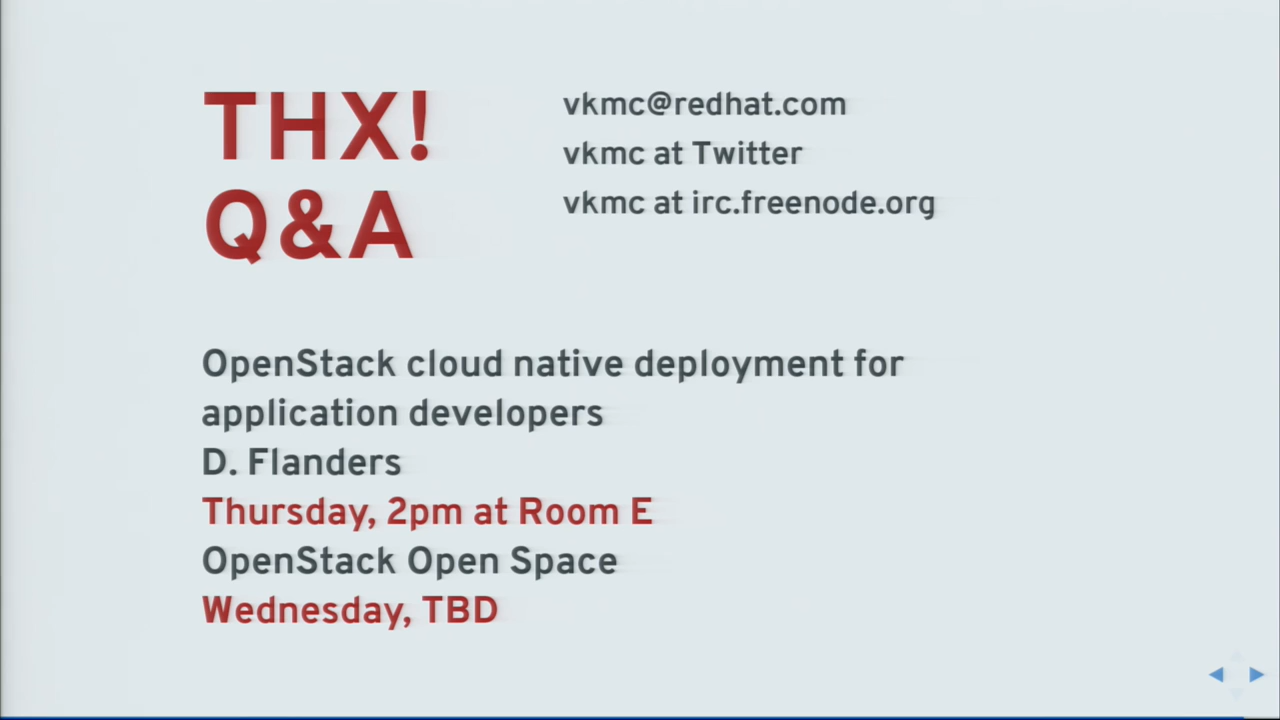 THX!
Q&A
vkmc@redhat.com
vkmc at Twitter
vkmc at irc.freenode.org
OpenStack cloud native deployment for
application developers
D. Flanders
Thursday, 2pm at Room E
OpenStack Open Space
Wednesday, TBD